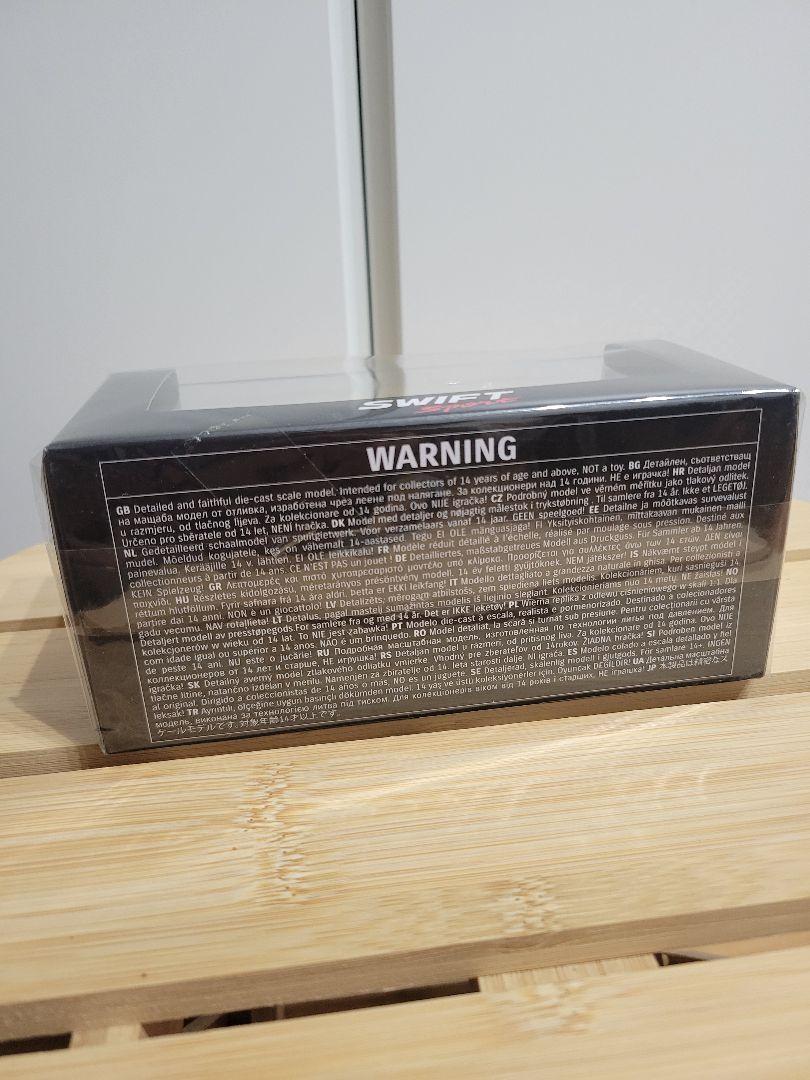 SWIFT
Sport
WARNING
GB Detailed and faithful die-cast scale model. Intended for collectors of 14 years of age and above, NOT a toy. BG Детайлен, съответстващ
на мащаба модел от отливка, изработена чрез леене под налягане. За колекционери над 14 години. НЕ е играчка! HR Detaljan model
u razmjeru, od tlačnog lijeva. Za kolekcionare od 14 godina. Ovo NIJE igračka! CZ Podrobný model ve věrném měřítku jako tlakový odlitek.
Určeno pro sběratele od 14 let, NENÍ hračka. DK Model med detaljer og nøjagtig målestok i trykstøbning. Til samlere fra 14 år. Ikke et LEGETØJ.
NL Gedetailleerd schaalmodel van spuitgietwerk. Voor verzamelaars vanaf 14 jaar. GEEN speelgoed! EE Detailne ja mõõtkavas survevalust
mudel. Mõeldud kogujatele, kes on vähemalt 14-aastased. Tegu EI OLE mänguasjaga! FI Yksityiskohtainen, mittakaavan mukainen malli
painevalua. Kerääjille 14 v. lähtien. EI OLE leikkikalu! FR Modèle réduit détaillé à l'échelle, réalisé par moulage sous pression. Destiné aux
collectionneurs à partir de 14 ans. CE N'EST PAS un jouet! DE Detailliertes, maßstabgetreues Modell aus Druckguss. Für Sammler ab 14 Jahren.
KEIN Spielzeug! GR Λεπτομερές και πιστό χυτοπρεσσαριστό μοντέλο υπό κλίμακα. Προορίζεται για συλλέκτες άνω των 14 ετών. ΔΕΝ είναι
παιχνίδι. HU Részletes kidolgozású, méretarányos présöntvény modell. 14 év feletti gyűjtőknek. NEM játékszer! IS Nákvæmt steypt módel í
réttum hlutföllum. Fyrir safnara frá 14 ára aldri, þetta er EKKI leikfang! IT Modello dettagliato a grandezza naturale in ghisa. Per collezionisti a
partire dai 14 anni. NON è un giocattolo! LV Detalizēts, mērogam atbilstošs, zem spiediena liets modelis. Kolekcionāriem, kuri sasnieguši 14
gadu vecumu. NAV rotaļlieta! LT Detalus, pagal mastelį sumažintas modelis iš liejinio slegiant. Kolekcionieriams nuo 14 metų. NE žaislas! NO
Detaljert modell av presstøpegods For samlere fra og med 14 år. Det er IKKE leketøy! PL Wierna replika z odlewu ciśnieniowego w skali 1:1. Dla
kolekcjonerów w wieku od 14 lat. To NIE jest zabawka! PT Modelo die-cast à escala, realista e pormenorizado. Destinado a colecionadores
com idade igual ou superior a 14 anos. NÃO é um brinquedo. RO Model detaliat, la scară și turnat sub presiune. Pentru colecționari cu vârsta
de peste 14 ani. NU este o jucărie! RU Подробная масштабная модель, изготовленная по технологии литья под давлением. Для
коллекционеров от 14 лет и старше, НЕ игрушка! RS Detaljan model u razmeri, od pritisnog liva. Za kolekcionare od 14 godina. Ovo NIJE
igračka! SK Detailný averný model zliatkového odliatku vmierke. Vhodný pre zberateľov od 14rokov. ŽIADNA hračka! SI Podroben model iz
tlačne litine, natančno izdelan v merilu. Namenjen za zbiratelje od 14. leta starosti dalje. NI igrača. ES Modelo colado a escala detallado y fiel
al original. Dirigido a coleccionistas de 14 años o más. NO es un juguete. SE Detaljerad, skalenlig modell i gjutgods. För samlare 14+. INGEN
leksak! TR Ayrıntılı, ölçeğine uygun basınçlı döküm model. 14 yaş ve üstü koleksiyonerler için. Oyuncak DEĞİLDİR! UA Детальна масштабна
модель, виконана за технологією лиття під тиском. Для колекціонерів віком від 14 років і старших. НЕ іграшка! JP 本製品は精密なス
ケールモデルです。対象年齢14才以上です。